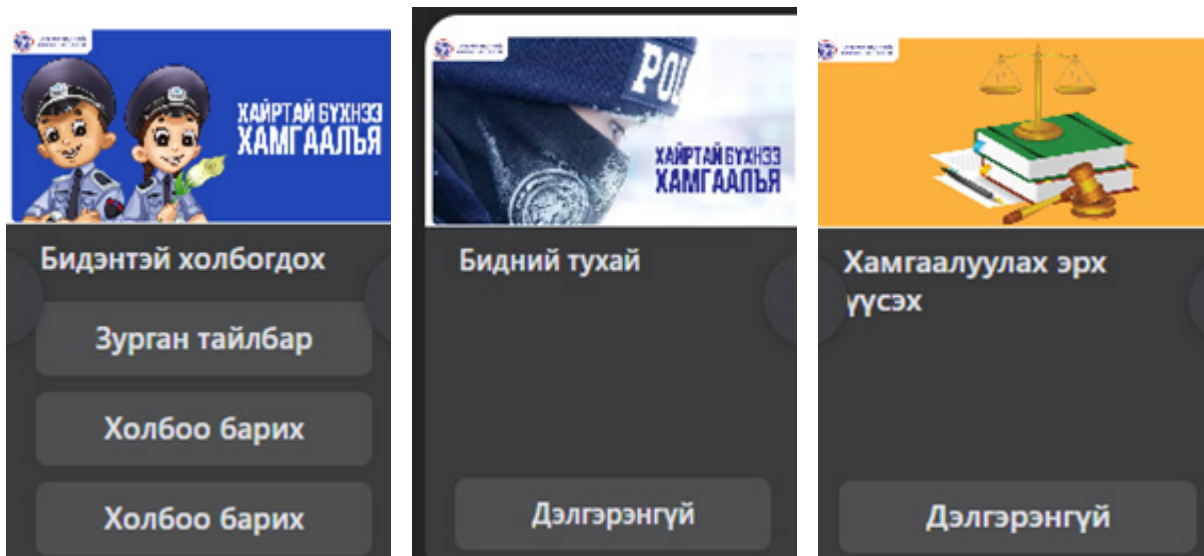 ХАЙРТАЙ БҮХНЭЭ
ХАМГААЛЪЯ
Бидэнтэй холбогдох
Зурган тайлбар
Холбоо барих
Холбоо барих
POLI
ХАЙРТАЙ БҮХНЭЭ
ХАМГААЛЪЯ
Бидний тухай
Дэлгэрэнгүй
Хамгаалуулах эрх
үүсэх
Дэлгэрэнгүй